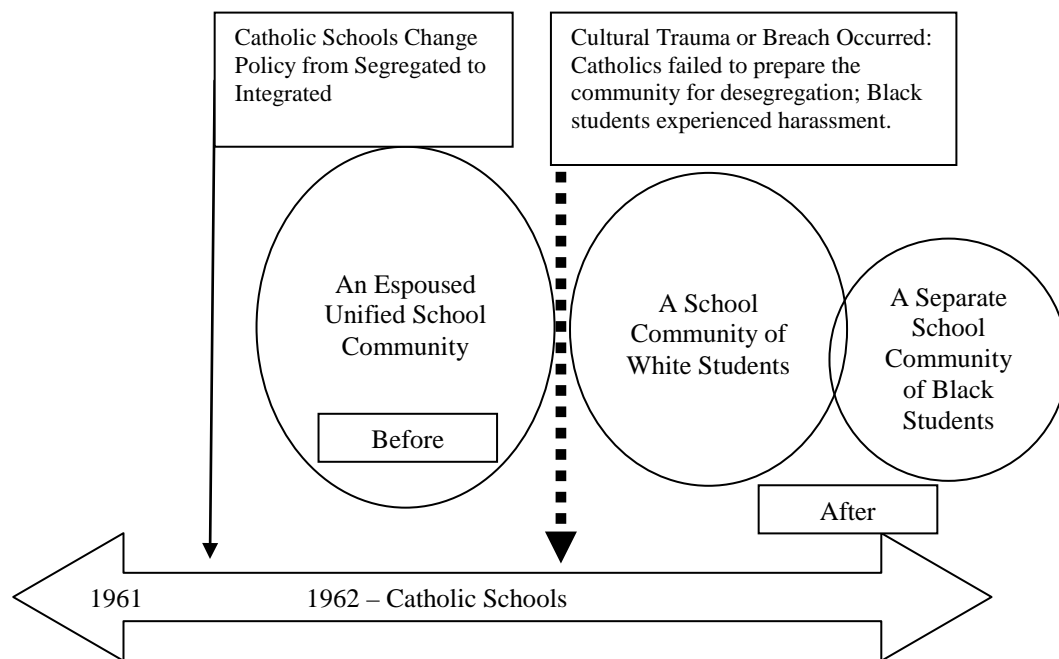 Catholic Schools Change
Policy from Segregated to
Integrated
Cultural Trauma or Breach Occurred:
Catholics failed to prepare the
community for desegregation; Black
students experienced harassment.
An Espoused
Unified School
Community
Before
A School
Community of
White Students
A Separate
School
Community
of Black
Students
After
1961
1962 – Catholic Schools